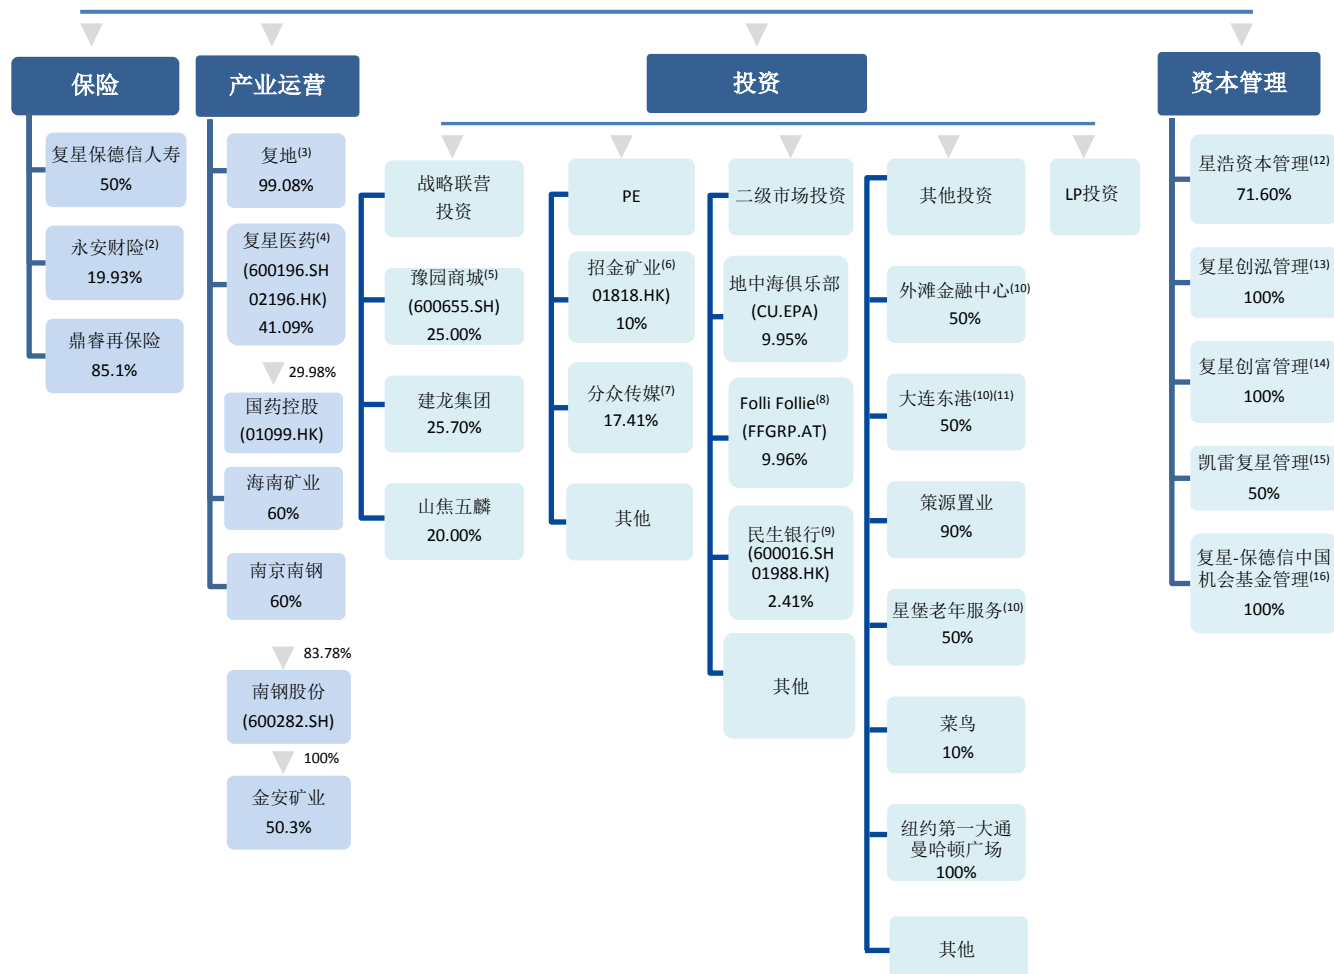 保险
复星保德信人寿
50%
永安财险(2)
19.93%
鼎睿再保险
85.1%
产业运营
复地(3)
99.08%
复星医药(4)
(600196.SH
02196.HK)
41.09%
29.98%
国药控股
(01099.HK)
海南矿业
60%
南京南钢
60%
83.78%
南钢股份
(600282.SH)
100%
金安矿业
50.3%
投资
战略联营
投资
豫园商城(5)
(600655.SH)
25.00%
建龙集团
25.70%
山焦五麟
20.00%
PE
招金矿业(6)
01818.HK)
10%
分众传媒(7)
17.41%
其他
二级市场投资
地中海俱乐部
(CU.EPA)
9.95%
Folli Follie(8)
(FFGRP.AT)
9.96%
民生银行(9)
(600016.SH
01988.HK)
2.41%
其他
其他投资
外滩金融中心(10)
50%
大连东港(10)(11)
50%
策源置业
90%
星堡老年服务(10)
50%
菜鸟
10%
纽约第一大通
曼哈顿广场
100%
其他
LP投资
资本管理
星浩资本管理(12)
71.60%
复星创泓管理(13)
100%
复星创富管理(14)
100%
凯雷复星管理(15)
50%
复星-保德信中国
机会基金管理(16)
100%